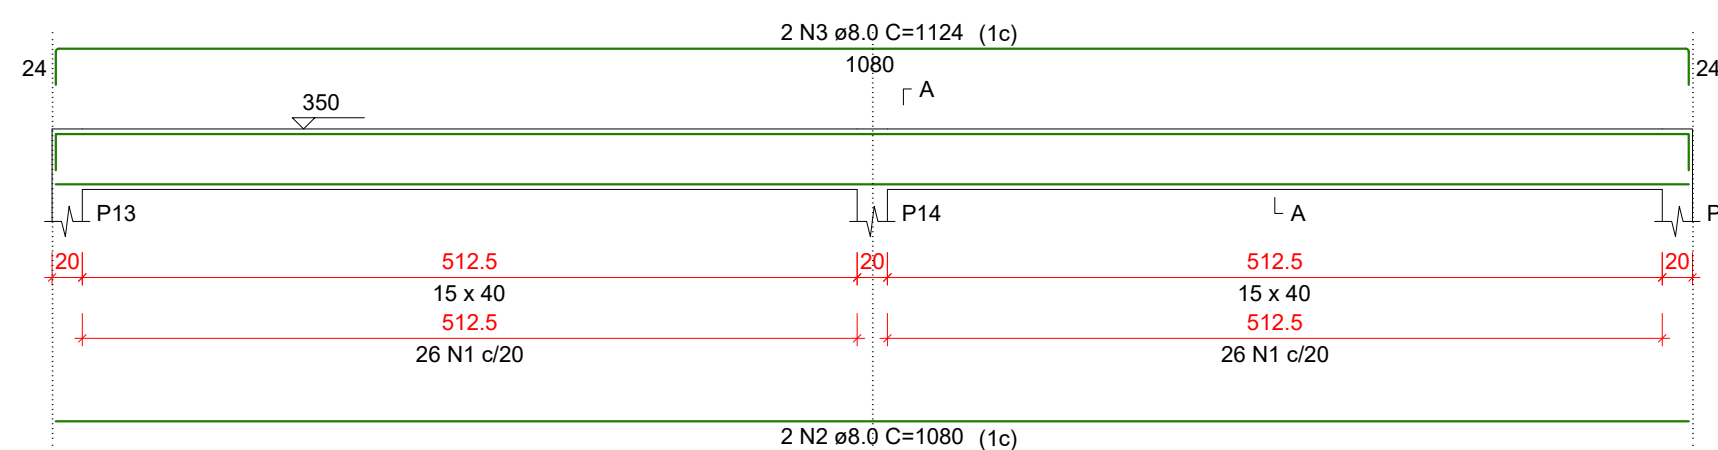 2 N3 ø8.0 C=1124 (1c)
24 1080 24
A
350
P13 P14 A P
20 512.5 20 512.5 20
15 x 40 15 x 40
512.5 512.5
26 N1 c/20 26 N1 c/20
2 N2 ø8.0 C=1080 (1c)